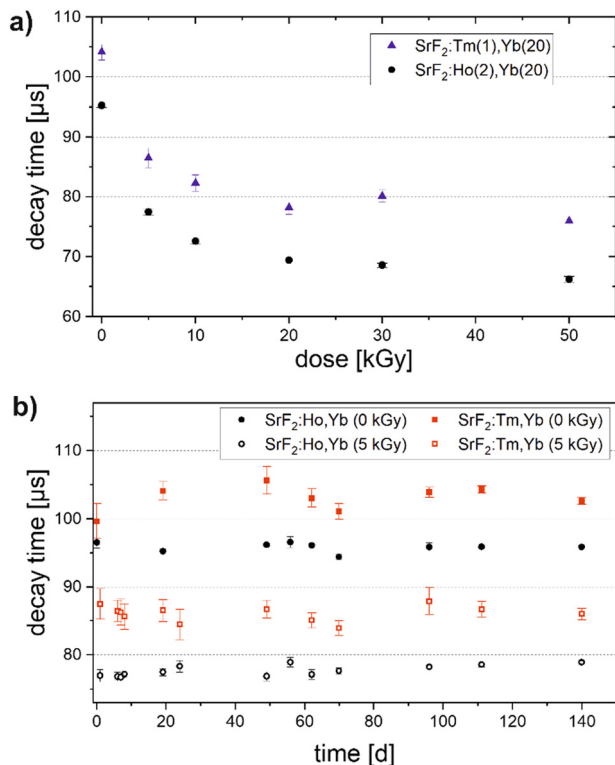 a)
110
100
90
80
70
60
decay time [µs]
SrF₂:Tm(1),Yb(20)
SrF₂:Ho(2),Yb(20)
0 10 20 30 40 50
dose [kGy]
b)
SrF₂:Ho,Yb (0 kGy) SrF₂:Tm,Yb (0 kGy)
SrF₂:Ho,Yb (5 kGy) SrF₂:Tm,Yb (5 kGy)
110
100
90
80
decay time [µs]
0 20 40 60 80 100 120 140
time [d]